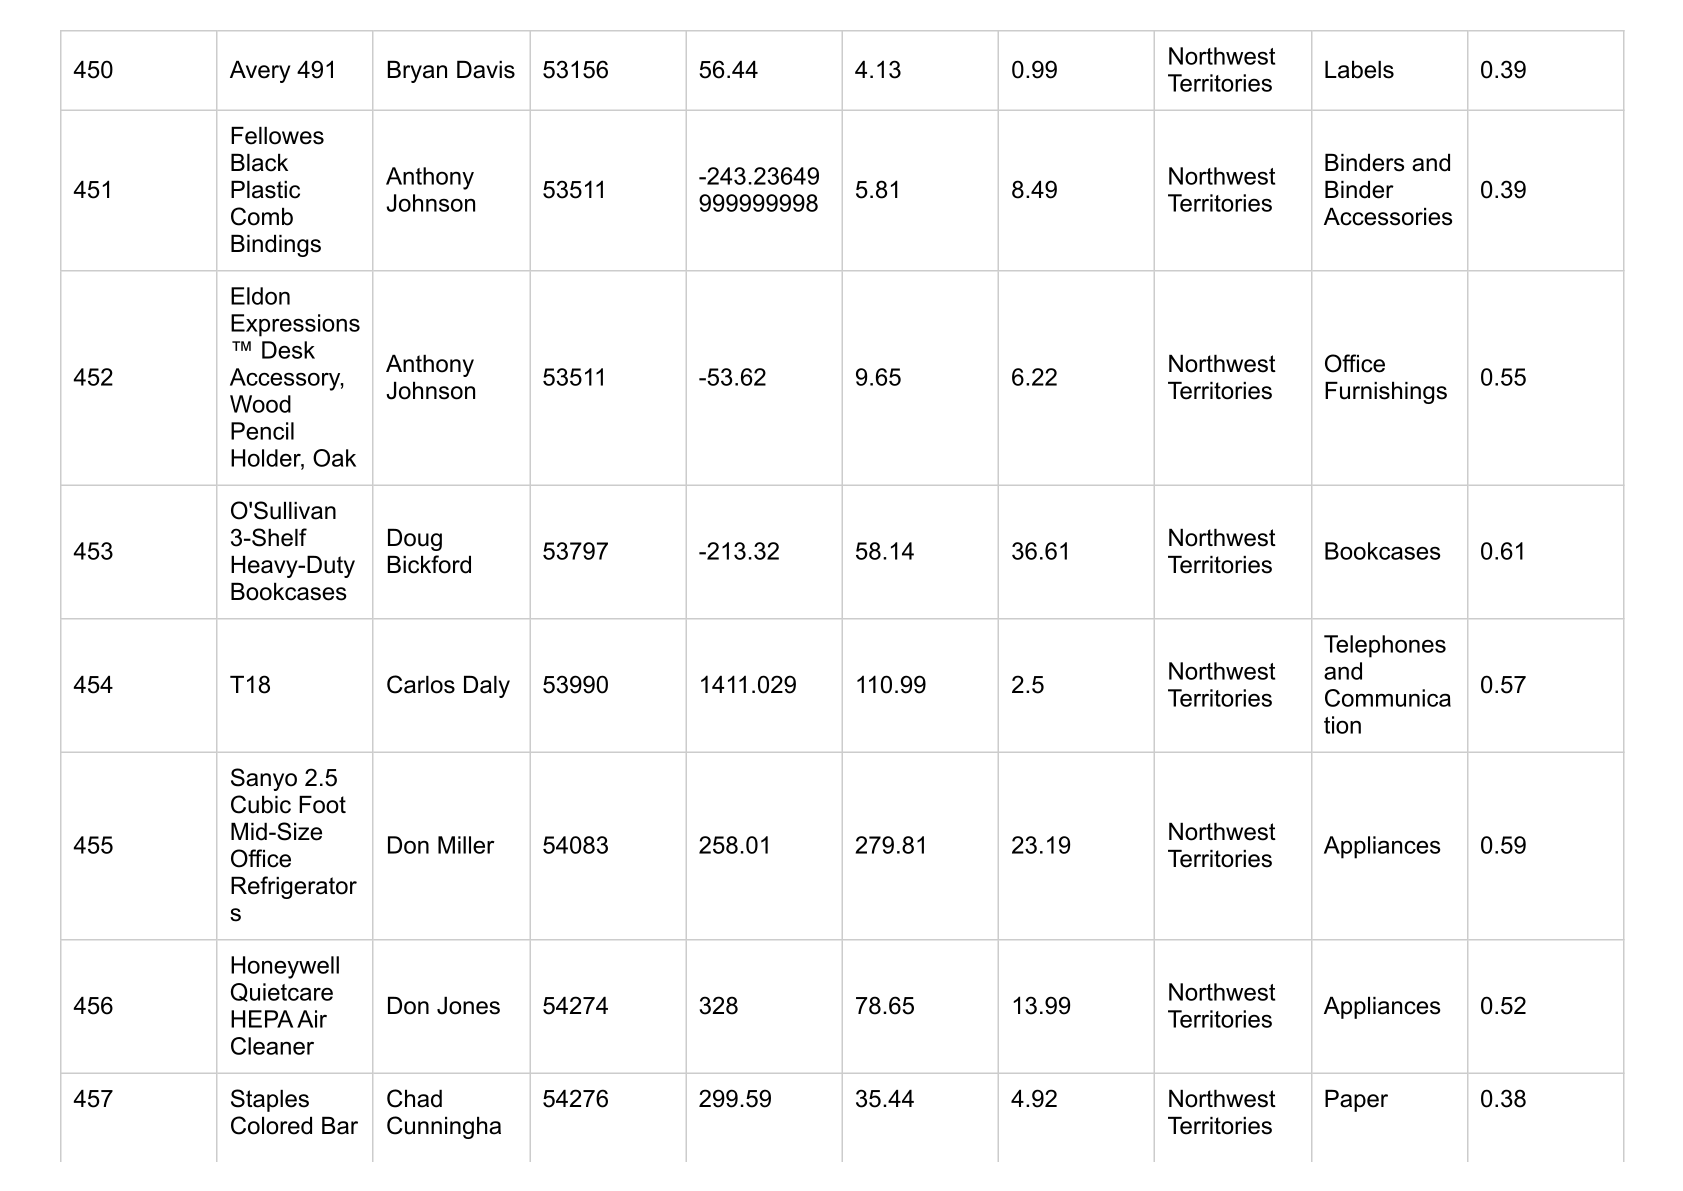 450
Avery 491
Bryan Davis
53156
56.44
4.13
0.99
Northwest
Territories
Labels
0.39
451
Fellowes
Black
Plastic
Comb
Bindings
Anthony
Johnson
53511
-243.23649
999999998
5.81
8.49
Northwest
Territories
Binders and
Binder
Accessories
0.39
452
Eldon
Expressions
™ Desk
Accessory,
Wood
Pencil
Holder, Oak
Anthony
Johnson
53511
-53.62
9.65
6.22
Northwest
Territories
Office
Furnishings
0.55
453
O'Sullivan
3-Shelf
Heavy-Duty
Bookcases
Doug
Bickford
53797
-213.32
58.14
36.61
Northwest
Territories
Bookcases
0.61
454
T18
Carlos Daly
53990
1411.029
110.99
2.5
Northwest
Territories
Telephones
and
Communica
tion
0.57
455
Sanyo 2.5
Cubic Foot
Mid-Size
Office
Refrigerator
s
Don Miller
54083
258.01
279.81
23.19
Northwest
Territories
Appliances
0.59
456
Honeywell
Quietcare
HEPA Air
Cleaner
Don Jones
54274
328
78.65
13.99
Northwest
Territories
Appliances
0.52
457
Staples
Colored Bar
Chad
Cunningha
54276
299.59
35.44
4.92
Northwest
Territories
Paper
0.38